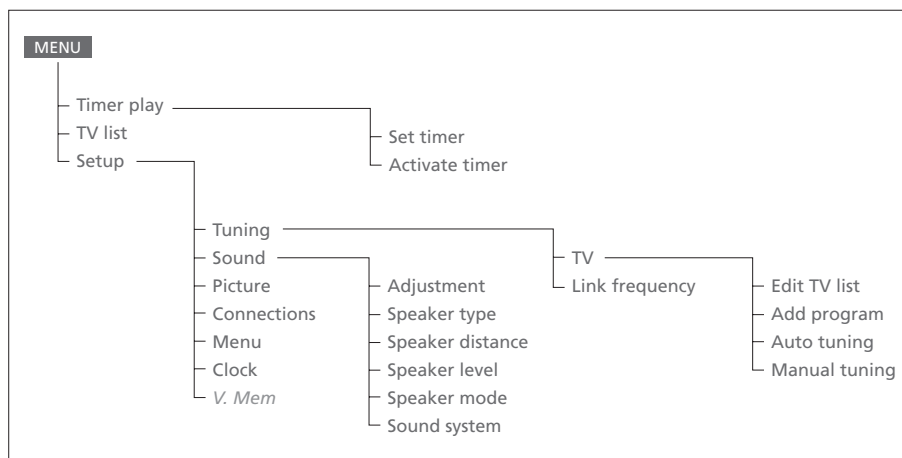 MENU
Timer play
TV list
Setup
Set timer
Activate timer
Tuning
Sound
Picture
Connections
Menu
Clock
V. Mem
Adjustment
Speaker type
Speaker distance
Speaker level
Speaker mode
Sound system
TV
Link frequency
Edit TV list
Add program
Auto tuning
Manual tuning